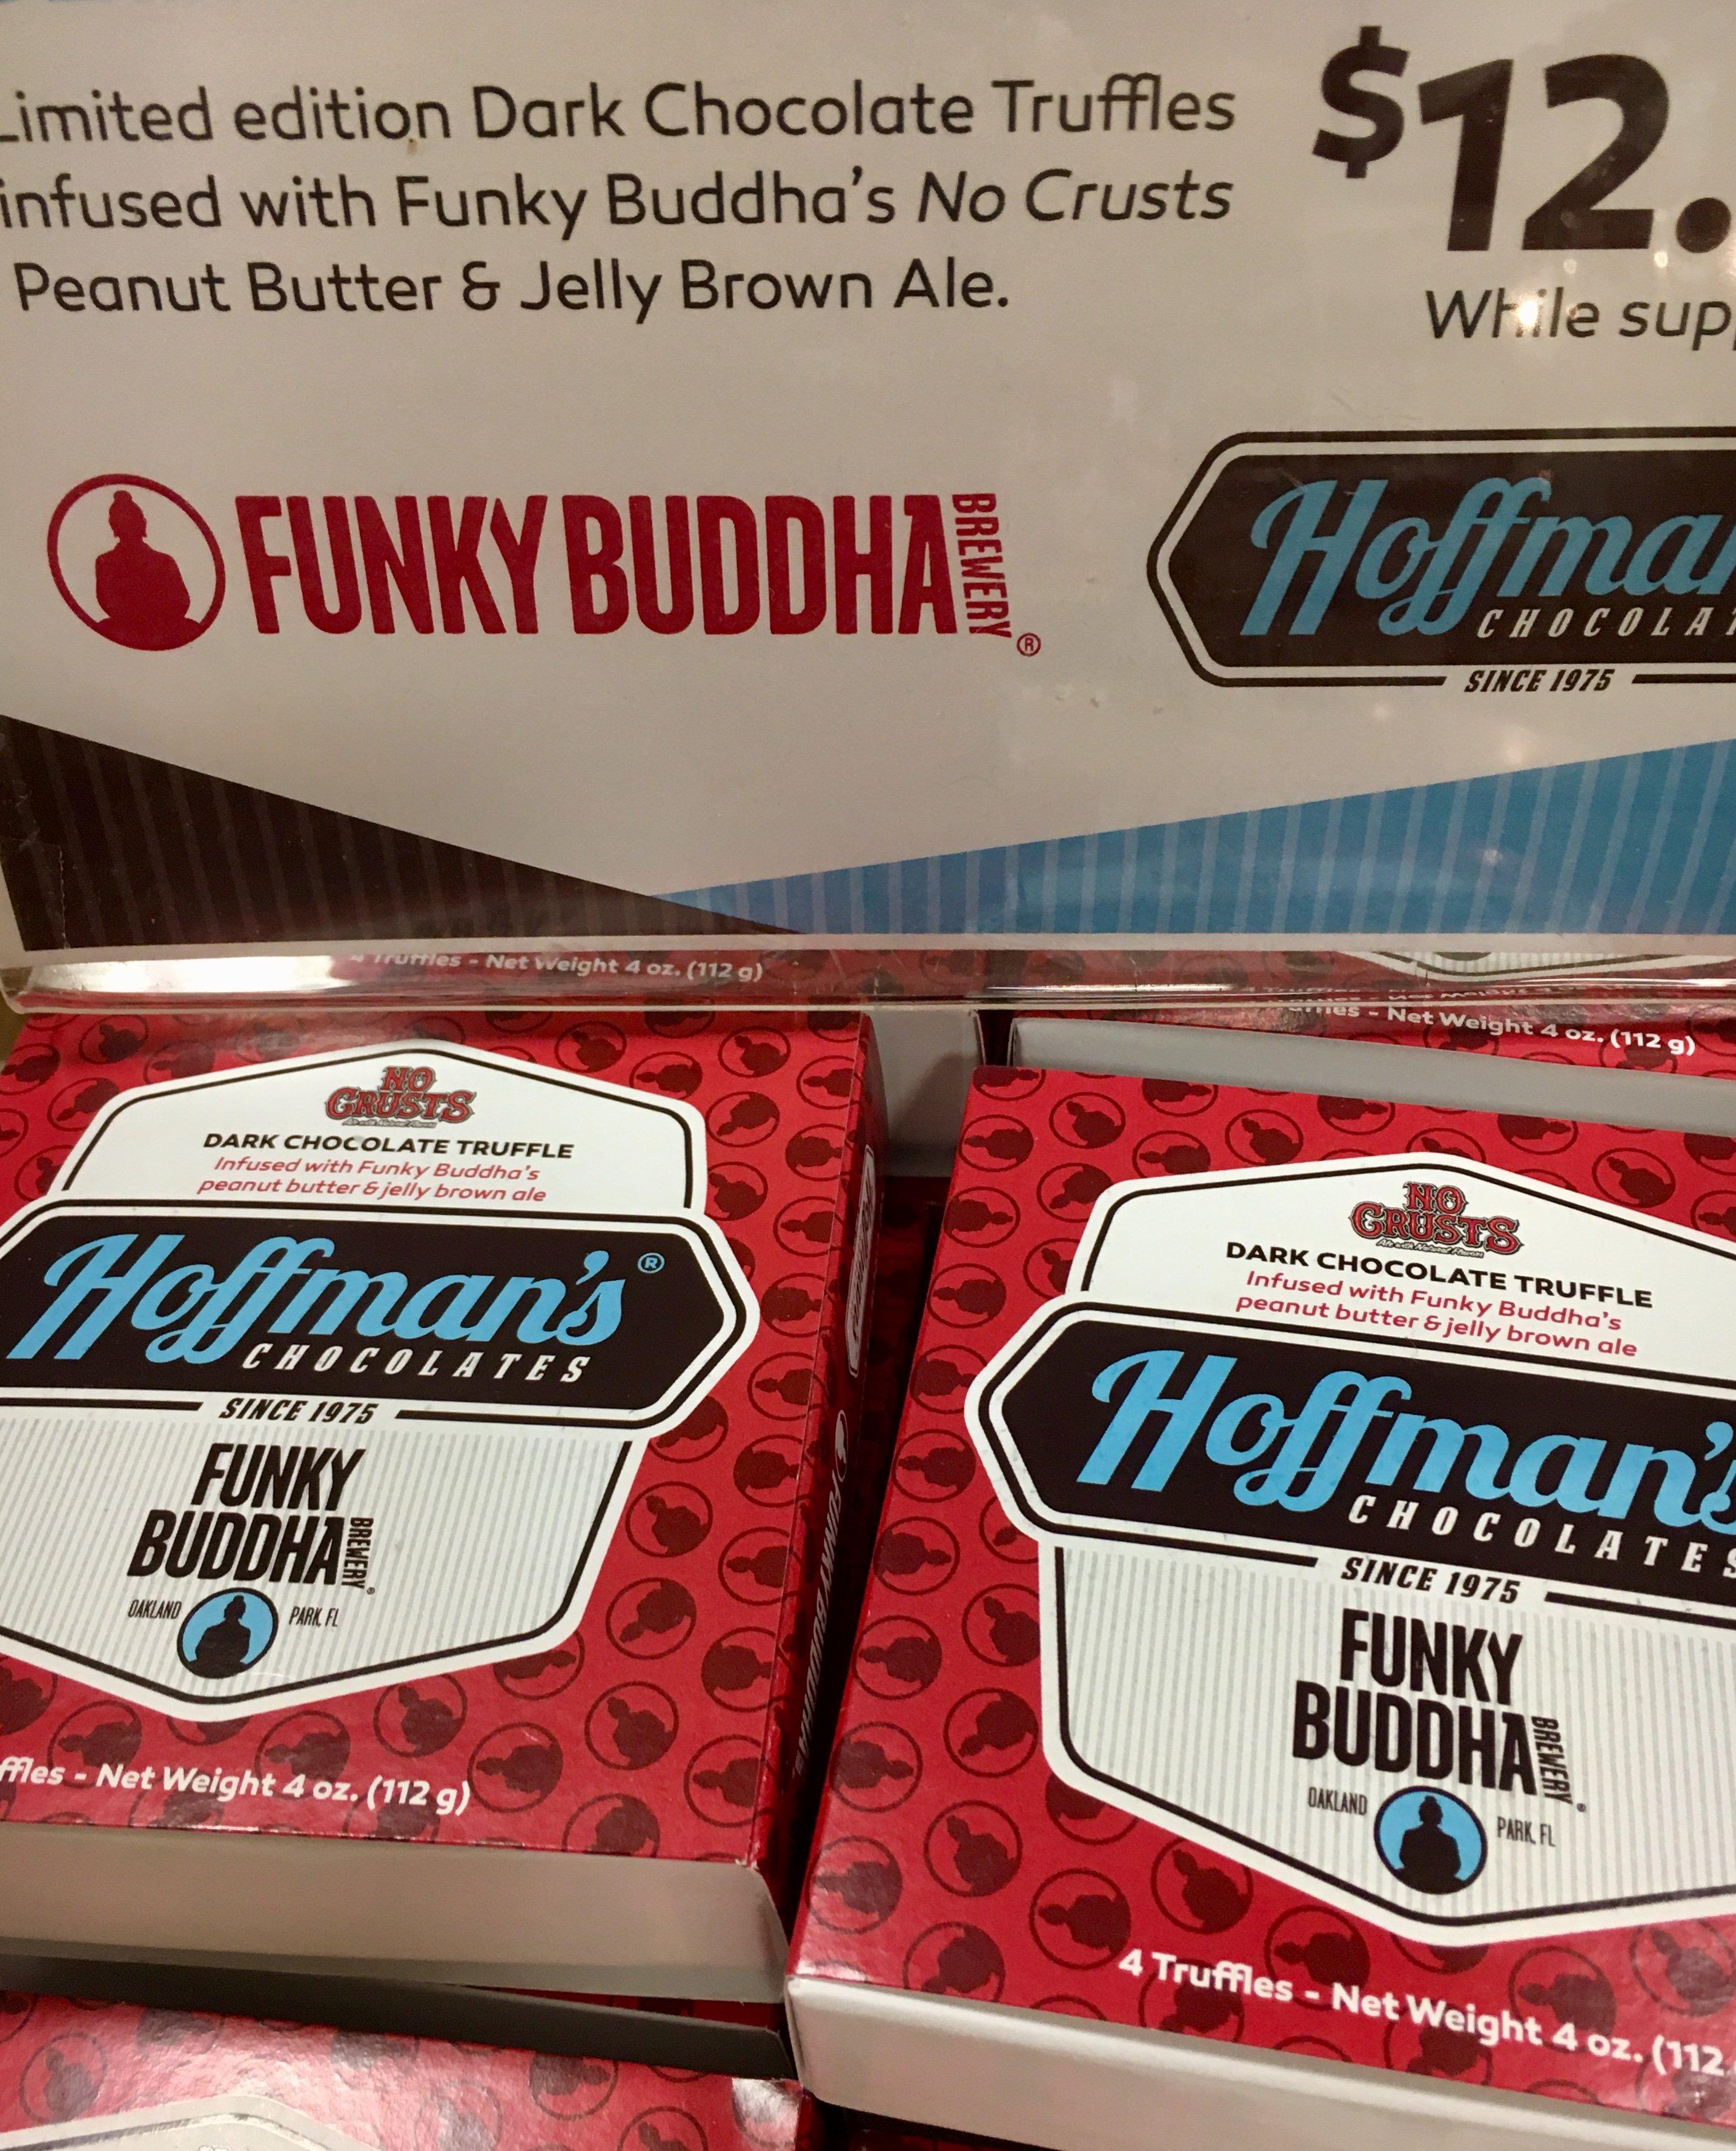 Limited edition Dark Chocolate Truffles
infused with Funky Buddha's No Crusts
Peanut Butter & Jelly Brown Ale.
$12.
While sup
FUNKY BUDDHA BREWERY®
Hoffman
CHOCOLA
SINCE 1975
4 Truffles - Net Weight 4 oz. (112 g)
Net Weight 4 oz. (112 g)
NO
CRUSTS
DARK CHOCOLATE TRUFFLE
Infused with Funky Buddha's
peanut butter & jelly brown ale
Hoffman's®
CHOCOLATES
SINCE 1975
FUNKY
BUDDHA BREWERY®
OAKLAND PARK, FL
ffles - Net Weight 4 oz. (112 g)
FUNKY BUDDHA
NO
CRUSTS
DARK CHOCOLATE TRUFFLE
Infused with Funky Buddha's
peanut butter & jelly brown ale
Hoffman's
CHOCOLATES
SINCE 1975
FUNKY
BUDDHA BREWERY®
OAKLAND PARK, FL
4 Truffles - Net Weight 4 oz. (112